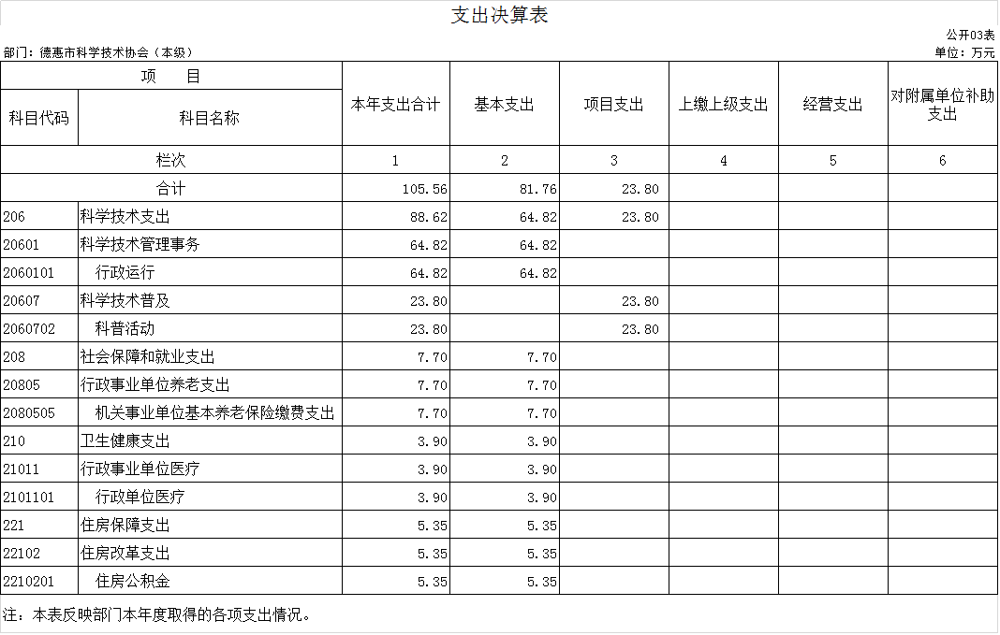 支出决算表
公开03表
部门：德惠市科学技术协会（本级） 单位：万元
项 目 本年支出合计 基本支出 项目支出 上缴上级支出 经营支出 对附属单位补助支出
科目代码 科目名称
栏次 1 2 3 4 5 6
合计 105.56 81.76 23.80
206 科学技术支出 88.62 64.82 23.80
20601 科学技术管理事务 64.82 64.82
2060101 行政运行 64.82 64.82
20607 科学技术普及 23.80 23.80
2060702 科普活动 23.80 23.80
208 社会保障和就业支出 7.70 7.70
20805 行政事业单位养老支出 7.70 7.70
2080505 机关事业单位基本养老保险缴费支出 7.70 7.70
210 卫生健康支出 3.90 3.90
21011 行政事业单位医疗 3.90 3.90
2101101 行政单位医疗 3.90 3.90
221 住房保障支出 5.35 5.35
22102 住房改革支出 5.35 5.35
2210201 住房公积金 5.35 5.35
注：本表反映部门本年度取得的各项支出情况。